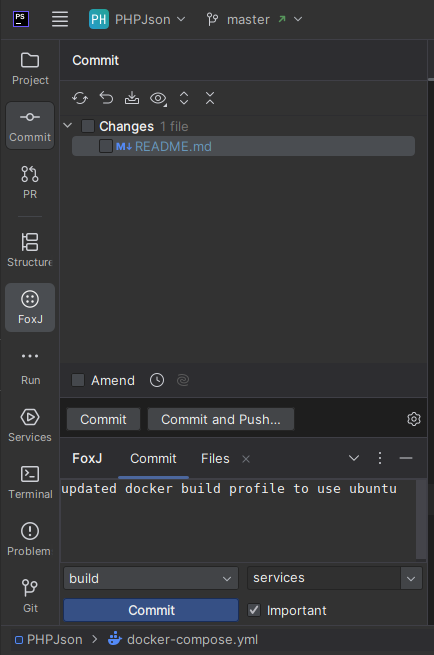 PS
PH PHPJson master
Project
Commit
PR
Structure
FoxJ
Run
Services
Terminal
Problem
Git
Commit
Changes 1 file
M↓ README.md
Amend
Commit Commit and Push...
FoxJ Commit Files
updated docker build profile to use ubuntu
build services
Commit Important
PHPJson docker-compose.yml